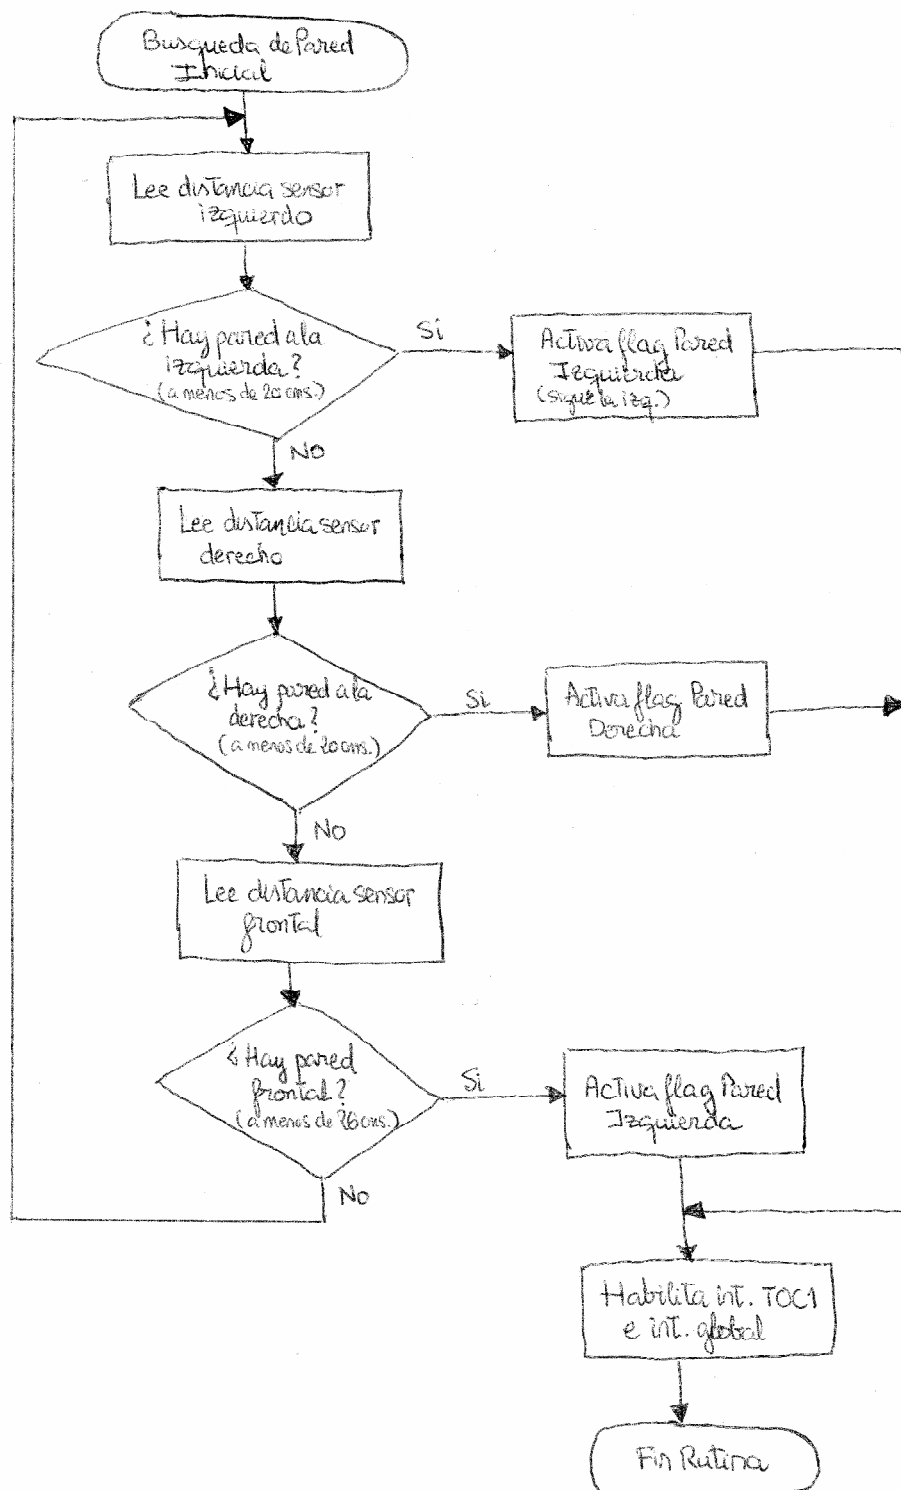 Busqueda de Pared
Inicial
Lee distancia sensor
izquierdo
¿Hay pared a la
izquierda?
(a menos de 20 cms.)
Si
Activa flag Pared
Izquierda
(sigue la izq.)
No
Lee distancia sensor
derecho
¿Hay pared a la
derecha?
(a menos de 20 cms.)
Si
Activa flag Pared
Derecha
No
Lee distancia sensor
frontal
¿Hay pared
frontal?
(a menos de 26 cms.)
Si
Activa flag Pared
Izquierda
No
Habilita int. TOC1
e int. global
Fin Rutina